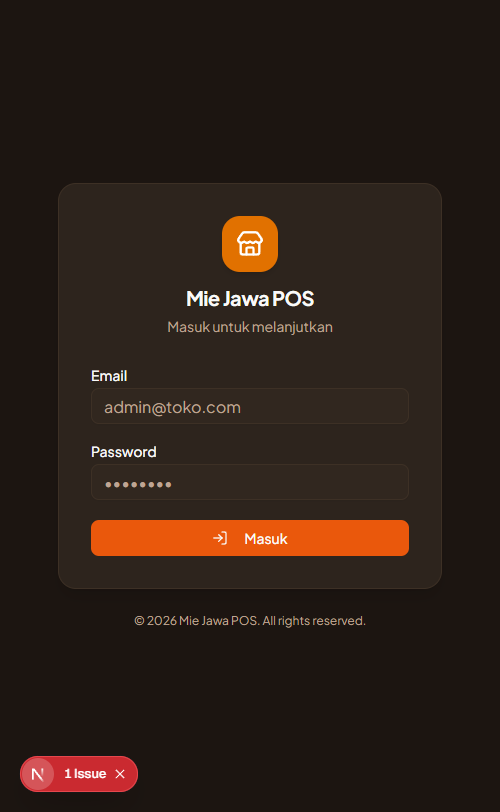 Mie Jawa POS
Masuk untuk melanjutkan
Email
admin@toko.com
Password
••••••••
Masuk
© 2026 Mie Jawa POS. All rights reserved.
N 1 Issue